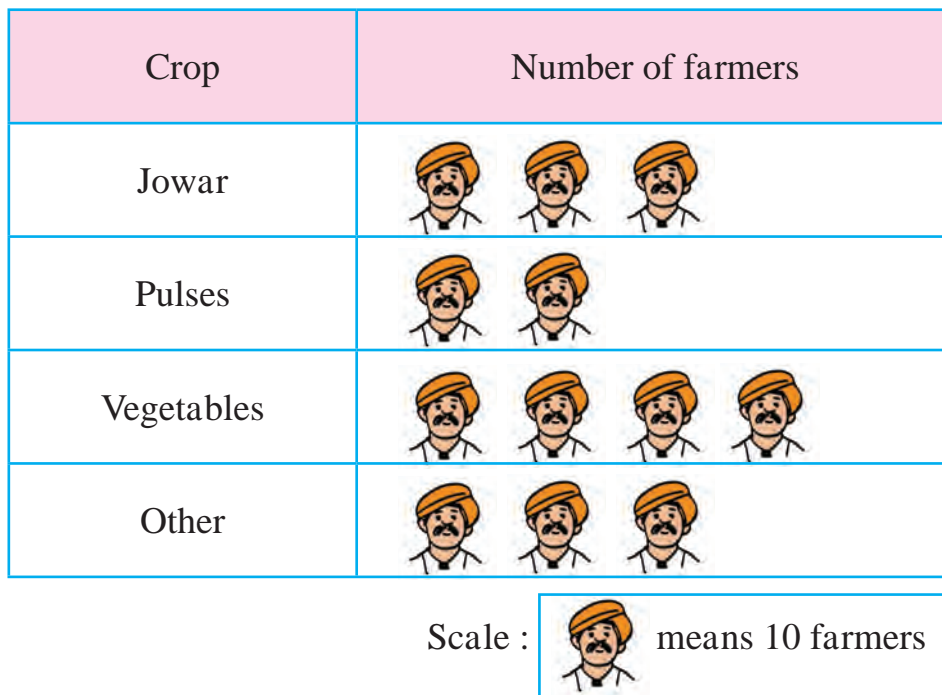 Crop Number of farmers
Jowar
Pulses
Vegetables
Other
Scale : means 10 farmers